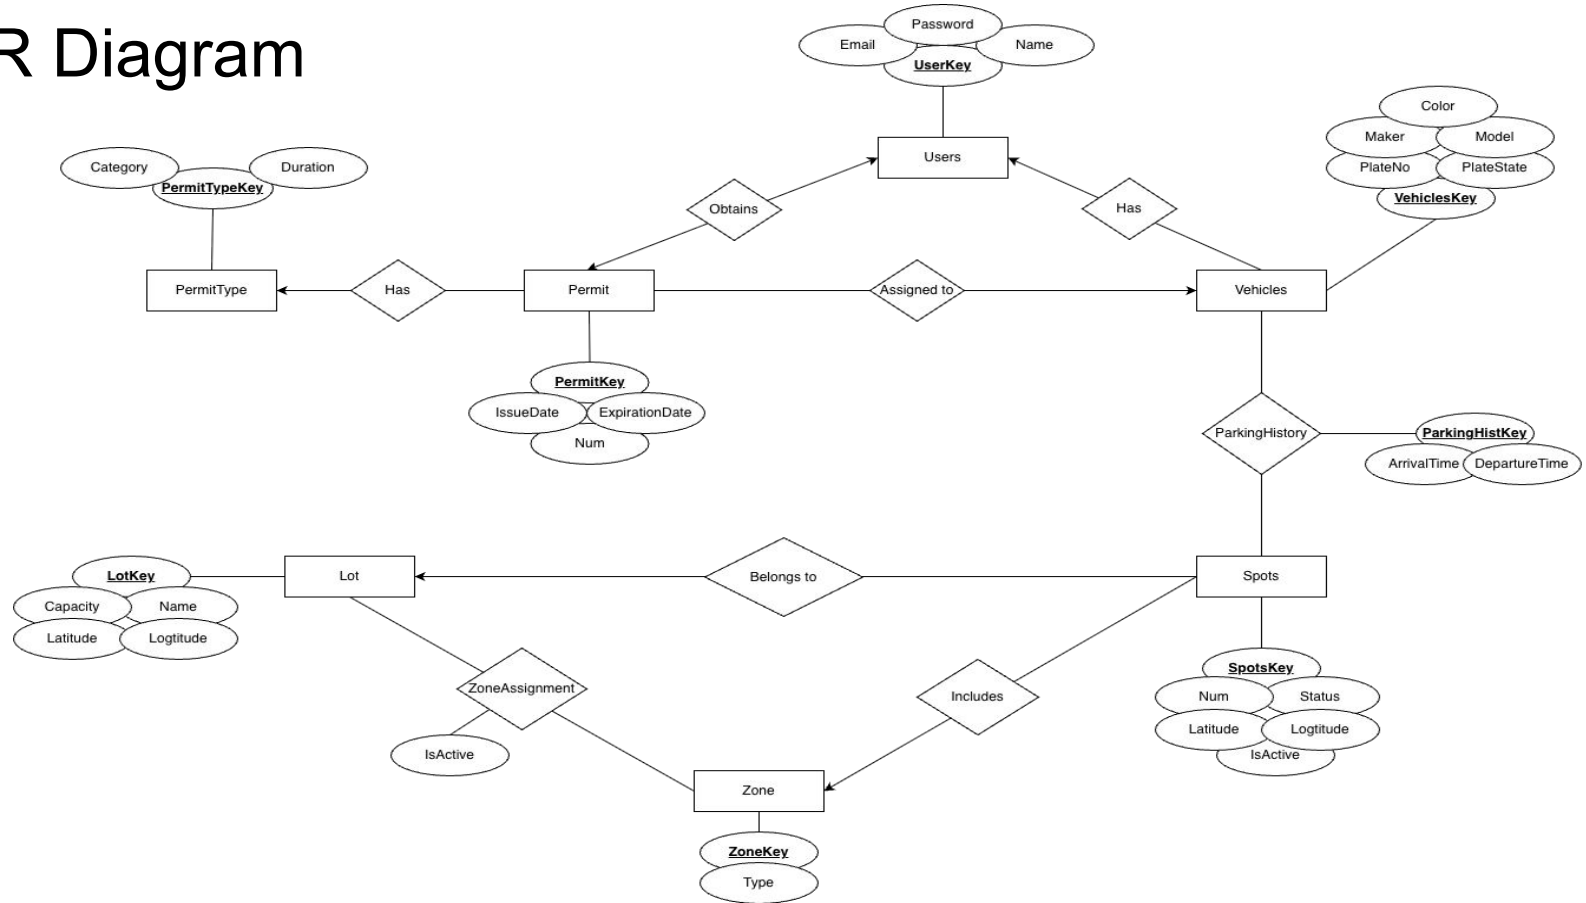 R Diagram
Password
Email
Name
UserKey
Users
Color
Maker
Model
PlateNo
PlateState
VehiclesKey
Category
Duration
PermitTypeKey
Obtains
Has
PermitType
Has
Permit
Assigned to
Vehicles
PermitKey
IssueDate
ExpirationDate
Num
ParkingHistory
ParkingHistKey
ArrivalTime
DepartureTime
LotKey
Lot
Belongs to
Spots
Capacity
Name
Latitude
Logtitude
ZoneAssignment
IsActive
Includes
SpotsKey
Num
Status
Latitude
Logtitude
IsActive
Zone
ZoneKey
Type